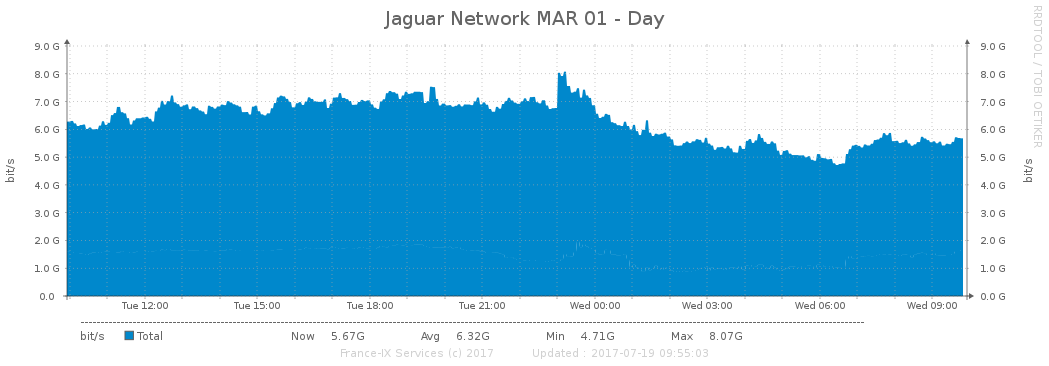 Jaguar Network MAR 01 - Day
RRDTOOL / TOBI OETIKER
9.0 G 9.0 G
8.0 G 8.0 G
7.0 G 7.0 G
6.0 G 6.0 G
5.0 G 5.0 G
4.0 G 4.0 G
3.0 G 3.0 G
2.0 G 2.0 G
1.0 G 1.0 G
0.0 0.0 G
bit/s bit/s
Tue 12:00 Tue 15:00 Tue 18:00 Tue 21:00 Wed 00:00 Wed 03:00 Wed 06:00 Wed 09:00
bit/s Total Now 5.67G Avg 6.32G Min 4.71G Max 8.07G
France-IX Services (c) 2017 Updated : 2017-07-19 09:55:03